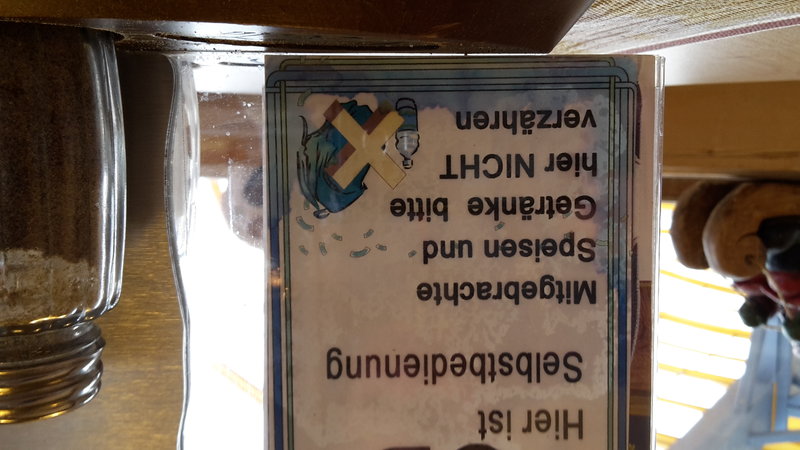 Hier ist
Selbstbedienung
Mitgebrachte
Speisen und
Getränke bitte
hier NICHT
verzähren